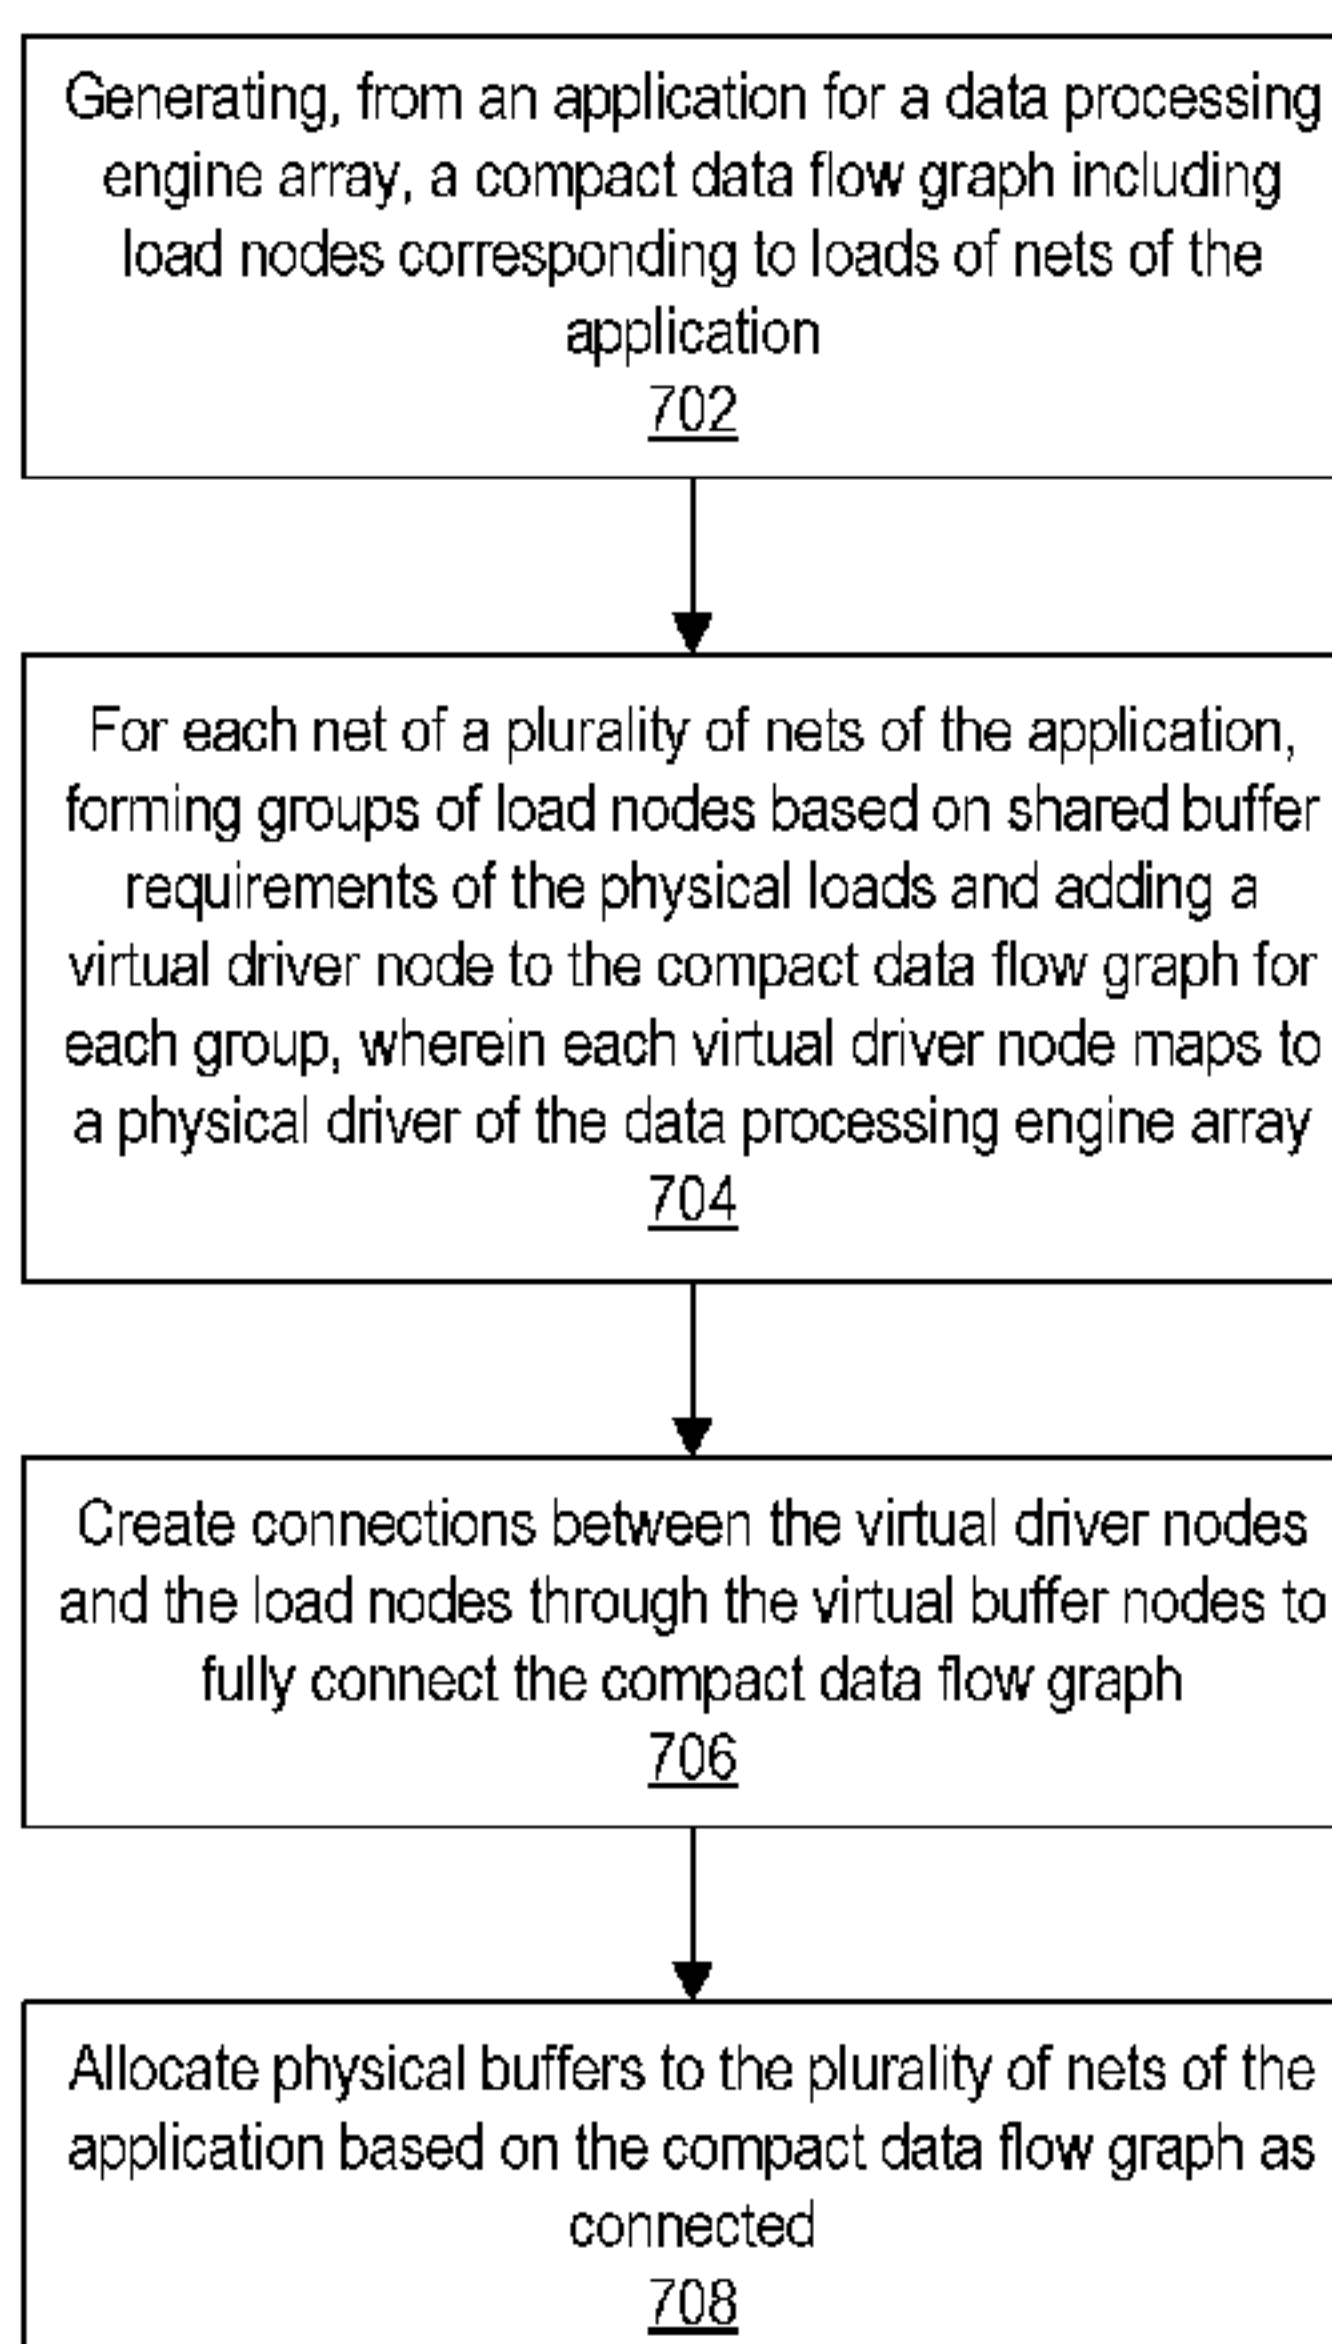 Generating, from an application for a data processing
engine array, a compact data flow graph including
load nodes corresponding to loads of nets of the
application
702
For each net of a plurality of nets of the application,
forming groups of load nodes based on shared buffer
requirements of the physical loads and adding a
virtual driver node to the compact data flow graph for
each group, wherein each virtual driver node maps to
a physical driver of the data processing engine array
704
Create connections between the virtual driver nodes
and the load nodes through the virtual buffer nodes to
fully connect the compact data flow graph
706
Allocate physical buffers to the plurality of nets of the
application based on the compact data flow graph as
connected
708